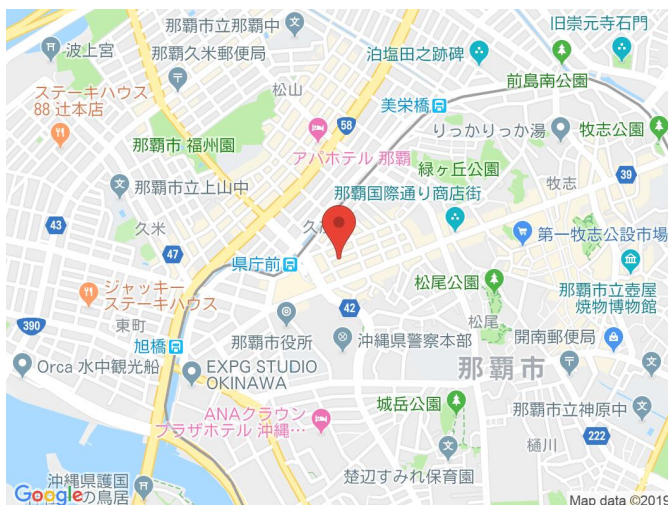 那覇市立那覇中
波上宮
那覇久米郵便局
泊塩田之跡碑
旧崇元寺石門
前島南公園
ステーキハウス
88 辻本店
松山
58
美栄橋
りっかりっか湯
牧志公園
アパホテル 那覇
那覇市 福州園
緑ヶ丘公園
39
那覇市立上山中
那覇国際通り商店街
牧志
43
久米
久茂
第一牧志公設市場
47
県庁前
ジャッキー
ステーキハウス
42
松尾公園
那覇市立壺屋
焼物博物館
390
東町
那覇市役所
沖縄県警察本部
松尾
開南郵便局
旭橋
Orca 水中観光船
EXPG STUDIO
OKINAWA
那覇市
ANAクラウン
プラザホテル 沖縄…
城岳公園
那覇市立神原中
222
樋川
沖縄県護国
の鳥居
楚辺すみれ保育園
Google
Map data ©2019